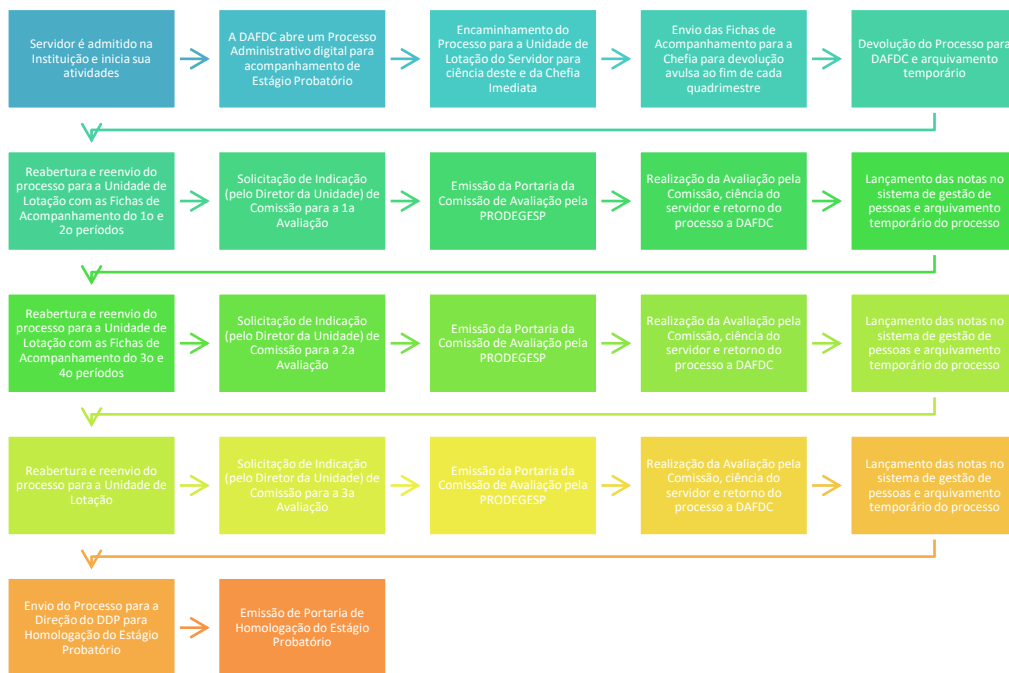 Servidor é admitido na
Instituição e inicia sua
atividades
A DAFDC abre um Processo
Administrativo digital para
acompanhamento de
Estágio Probatório
Encaminhamento do
Processo para a Unidade de
Lotação do Servidor para
ciência deste e da Chefia
Imediata
Envio das Fichas de
Acompanhamento para a
Chefia para devolução
avulsa ao fim de cada
quadrimestre
Devolução do Processo para
DAFDC e arquivamento
temporário
Reabertura e reenvio do
processo para a Unidade de
Lotação com as Fichas de
Acompanhamento do 1o e
2o períodos
Solicitação de Indicação
(pelo Diretor da Unidade) de
Comissão para a 1a
Avaliação
Emissão da Portaria da
Comissão de Avaliação pela
PRODEGESP
Realização da Avaliação pela
Comissão, ciência do
servidor e retorno do
processo a DAFDC
Lançamento das notas no
sistema de gestão de
pessoas e arquivamento
temporário do processo
Reabertura e reenvio do
processo para a Unidade de
Lotação com as Fichas de
Acompanhamento do 3o e
4o períodos
Solicitação de Indicação
(pelo Diretor da Unidade) de
Comissão para a 2a
Avaliação
Emissão da Portaria da
Comissão de Avaliação pela
PRODEGESP
Realização da Avaliação pela
Comissão, ciência do
servidor e retorno do
processo a DAFDC
Lançamento das notas no
sistema de gestão de
pessoas e arquivamento
temporário do processo
Reabertura e reenvio do
processo para a Unidade de
Lotação
Solicitação de Indicação
(pelo Diretor da Unidade) de
Comissão para a 3a
Avaliação
Emissão da Portaria da
Comissão de Avaliação pela
PRODEGESP
Realização da Avaliação pela
Comissão, ciência do
servidor e retorno do
processo a DAFDC
Lançamento das notas no
sistema de gestão de
pessoas e arquivamento
temporário do processo
Envio do Processo para a
Direção do DDP para
Homologação do Estágio
Probatório
Emissão de Portaria de
Homologação do Estágio
Probatório